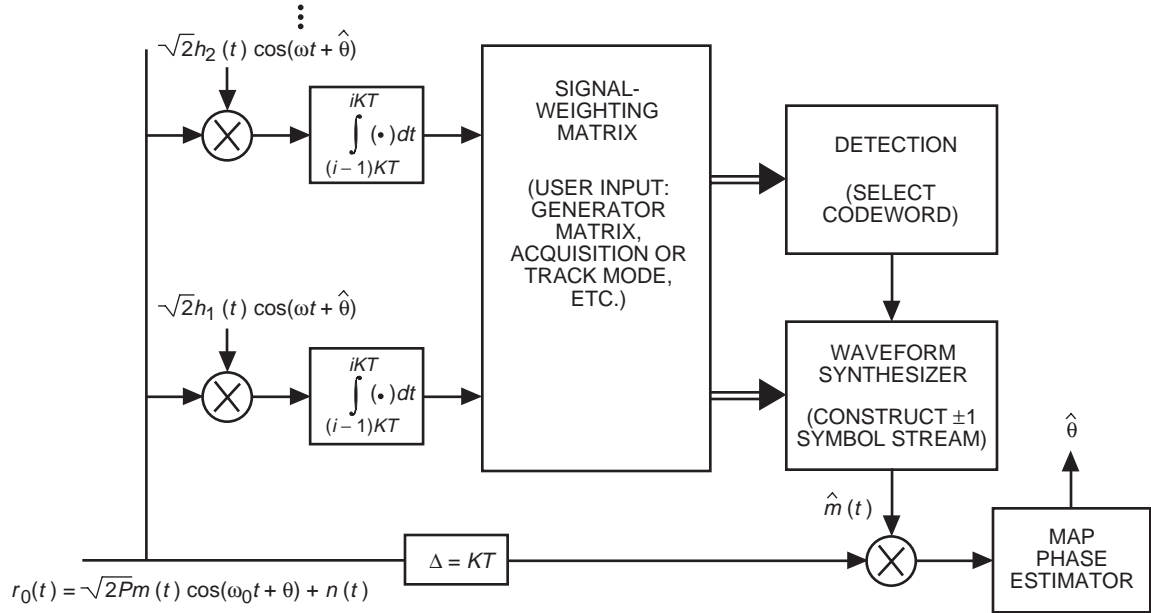 ⋮
√2h₂(t) cos(ωt + θ̂)
iKT
∫(•)dt
(i – 1)KT
√2h₁(t) cos(ωt + θ̂)
iKT
∫(•)dt
(i – 1)KT
SIGNAL-
WEIGHTING
MATRIX
(USER INPUT:
GENERATOR
MATRIX,
ACQUISITION OR
TRACK MODE,
ETC.)
DETECTION
(SELECT
CODEWORD)
WAVEFORM
SYNTHESIZER
(CONSTRUCT ±1
SYMBOL STREAM)
m̂(t)
θ̂
MAP
PHASE
ESTIMATOR
Δ = KT
r₀(t) = √2Pm(t) cos(ω₀t + θ) + n(t)